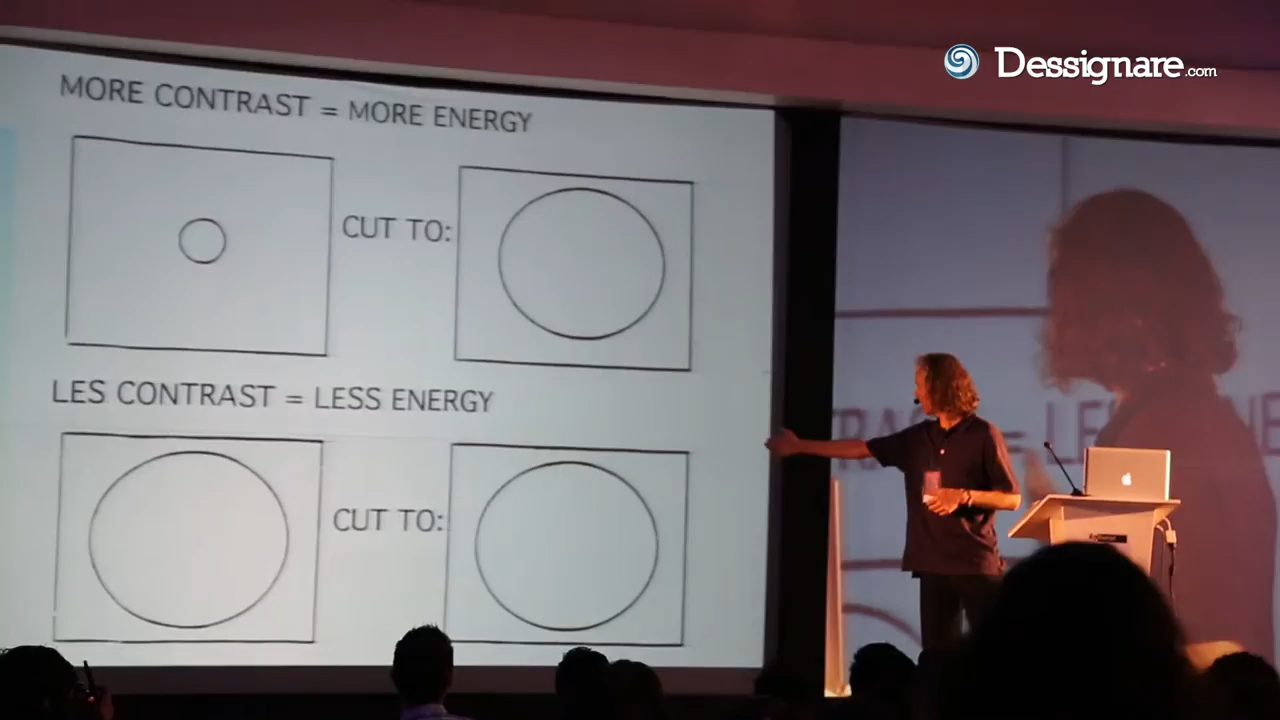 Dessignare.com
MORE CONTRAST = MORE ENERGY
CUT TO:
LES CONTRAST = LESS ENERGY
CUT TO: